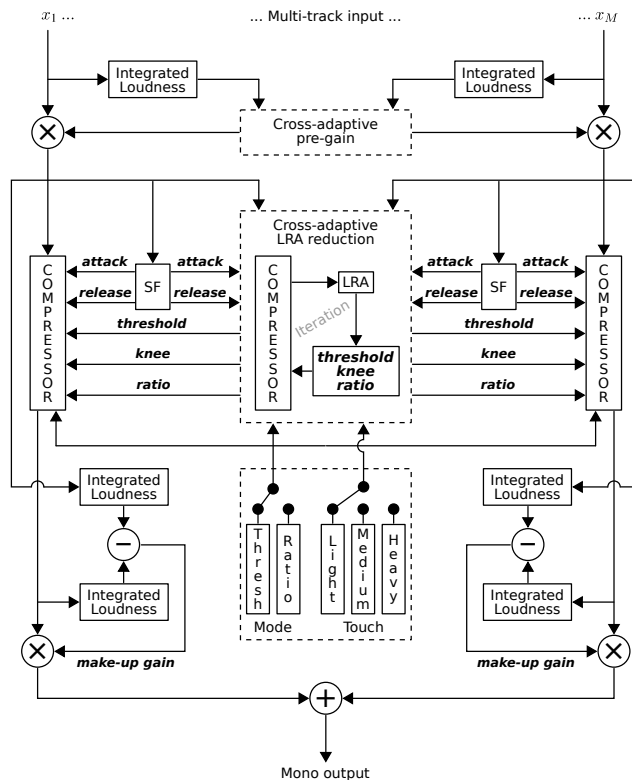 x1 ... ... Multi-track input ... ... xM
Integrated Loudness
Integrated Loudness
Cross-adaptive
pre-gain
Cross-adaptive
LRA reduction
COMPRESSOR
attack
release
SF
attack
release
threshold
knee
ratio
COMPRESSOR
LRA
Iteration
threshold
knee
ratio
attack
release
SF
attack
release
threshold
knee
ratio
COMPRESSOR
Integrated
Loudness
−
Integrated
Loudness
make-up gain
Thresh
Ratio
Mode
Light
Medium
Heavy
Touch
Integrated
Loudness
−
Integrated
Loudness
make-up gain
+
Mono output